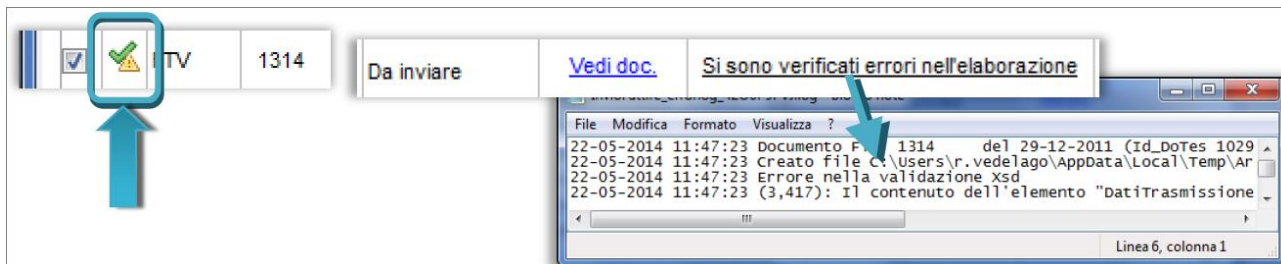 TV 1314
Da inviare Vedi doc. Si sono verificati errori nell'elaborazione
File Modifica Formato Visualizza ?
22-05-2014 11:47:23 Documento 1314 del 29-12-2011 (Id_DoTes 1029
22-05-2014 11:47:23 Creato file C:\Users\r.vedelago\AppData\Local\Temp\Ar
22-05-2014 11:47:23 Errore nella validazione Xsd
22-05-2014 11:47:23 (3,417): Il contenuto dell'elemento "DatiTrasmissione
Linea 6, colonna 1